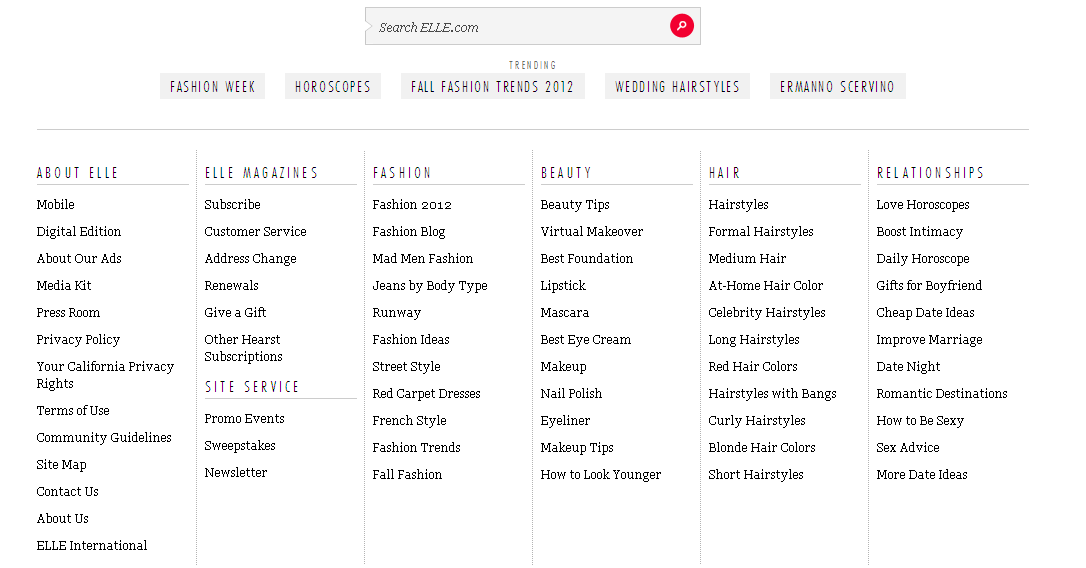 Search ELLE.com
TRENDING
FASHION WEEK
HOROSCOPES
FALL FASHION TRENDS 2012
WEDDING HAIRSTYLES
ERMANNO SCERVINO
ABOUT ELLE
Mobile
Digital Edition
About Our Ads
Media Kit
Press Room
Privacy Policy
Your California Privacy
Rights
Terms of Use
Community Guidelines
Site Map
Contact Us
About Us
ELLE International
ELLE MAGAZINES
Subscribe
Customer Service
Address Change
Renewals
Give a Gift
Other Hearst
Subscriptions
SITE SERVICE
Promo Events
Sweepstakes
Newsletter
FASHION
Fashion 2012
Fashion Blog
Mad Men Fashion
Jeans by Body Type
Runway
Fashion Ideas
Street Style
Red Carpet Dresses
French Style
Fashion Trends
Fall Fashion
BEAUTY
Beauty Tips
Virtual Makeover
Best Foundation
Lipstick
Mascara
Best Eye Cream
Makeup
Nail Polish
Eyeliner
Makeup Tips
How to Look Younger
HAIR
Hairstyles
Formal Hairstyles
Medium Hair
At-Home Hair Color
Celebrity Hairstyles
Long Hairstyles
Red Hair Colors
Hairstyles with Bangs
Curly Hairstyles
Blonde Hair Colors
Short Hairstyles
RELATIONSHIPS
Love Horoscopes
Boost Intimacy
Daily Horoscope
Gifts for Boyfriend
Cheap Date Ideas
Improve Marriage
Date Night
Romantic Destinations
How to Be Sexy
Sex Advice
More Date Ideas